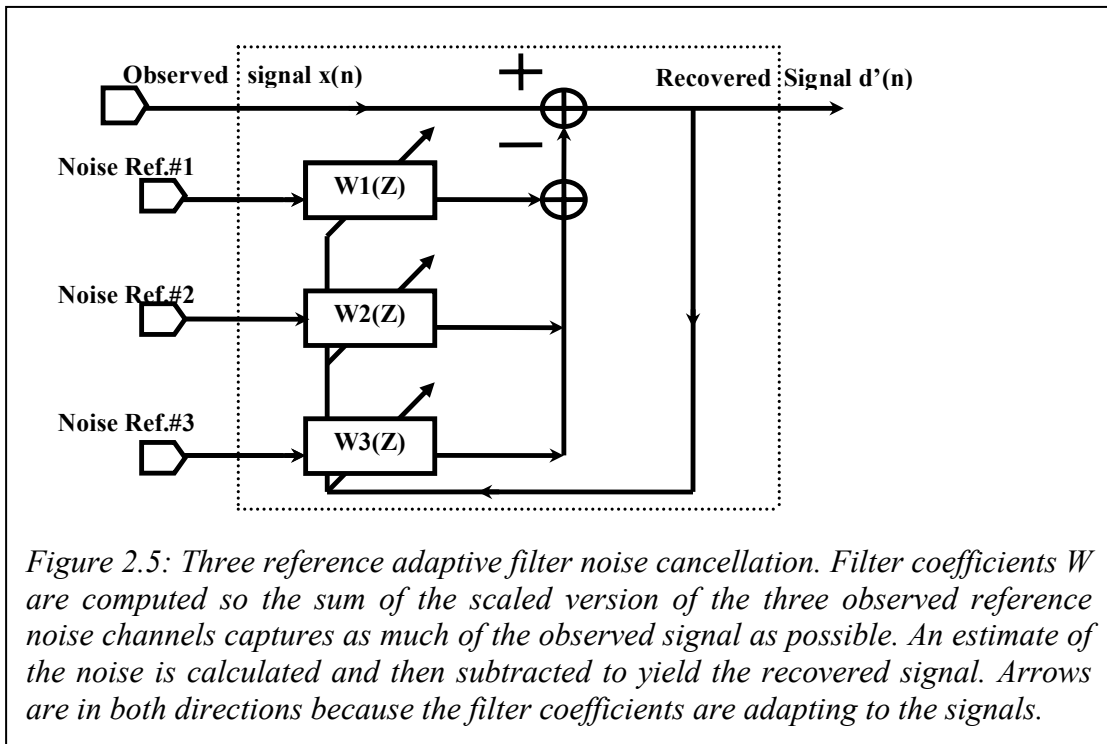 Observed signal x(n)
+
Recovered Signal d’(n)
−
Noise Ref.#1
W1(Z)
Noise Ref.#2
W2(Z)
Noise Ref.#3
W3(Z)
Figure 2.5: Three reference adaptive filter noise cancellation. Filter coefficients W
are computed so the sum of the scaled version of the three observed reference
noise channels captures as much of the observed signal as possible. An estimate of
the noise is calculated and then subtracted to yield the recovered signal. Arrows
are in both directions because the filter coefficients are adapting to the signals.